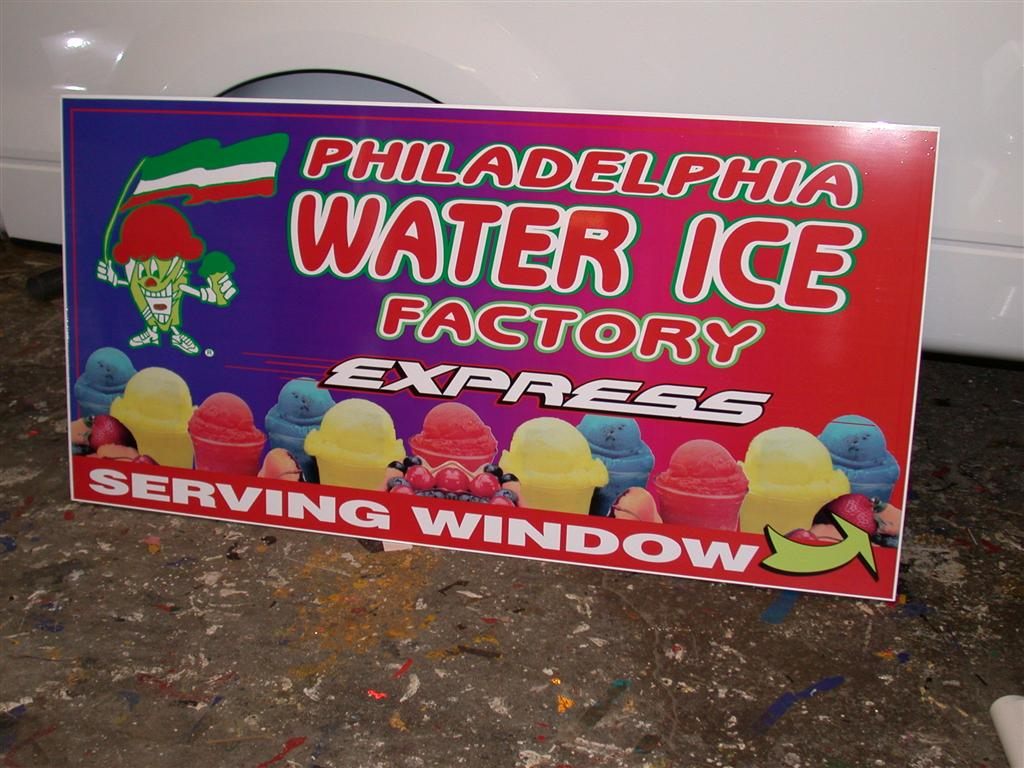 PHILADELPHIA
WATER ICE
FACTORY
EXPRESS
®
SERVING WINDOW